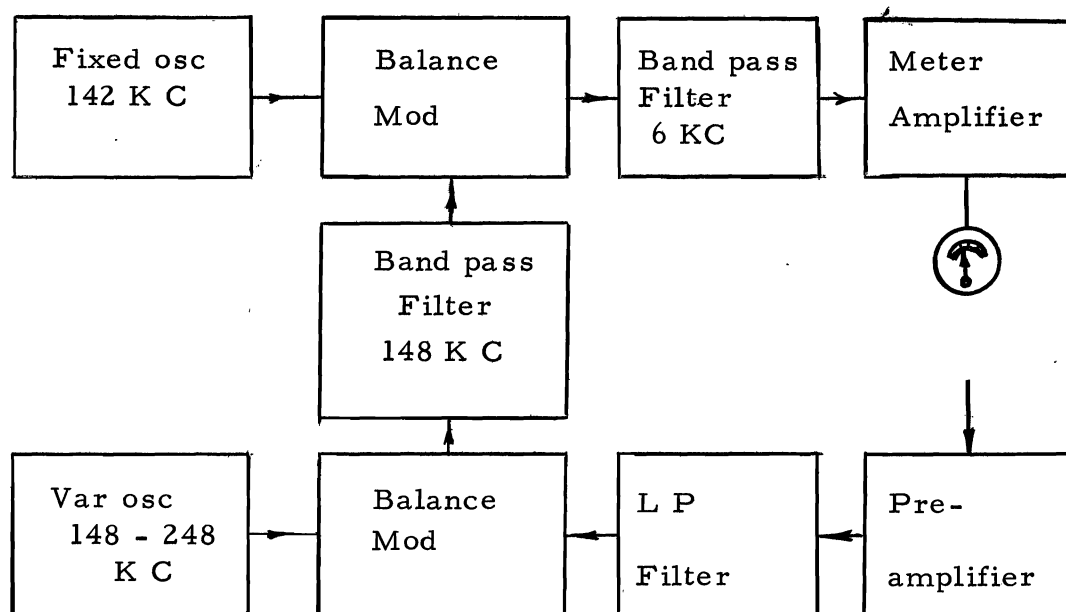 Fixed osc
142 K C
Balance
Mod
Band pass
Filter
6 KC
Meter
Amplifier
Band pass
Filter
148 K C
Var osc
148 - 248
K C
Balance
Mod
L P
Filter
Pre-
amplifier